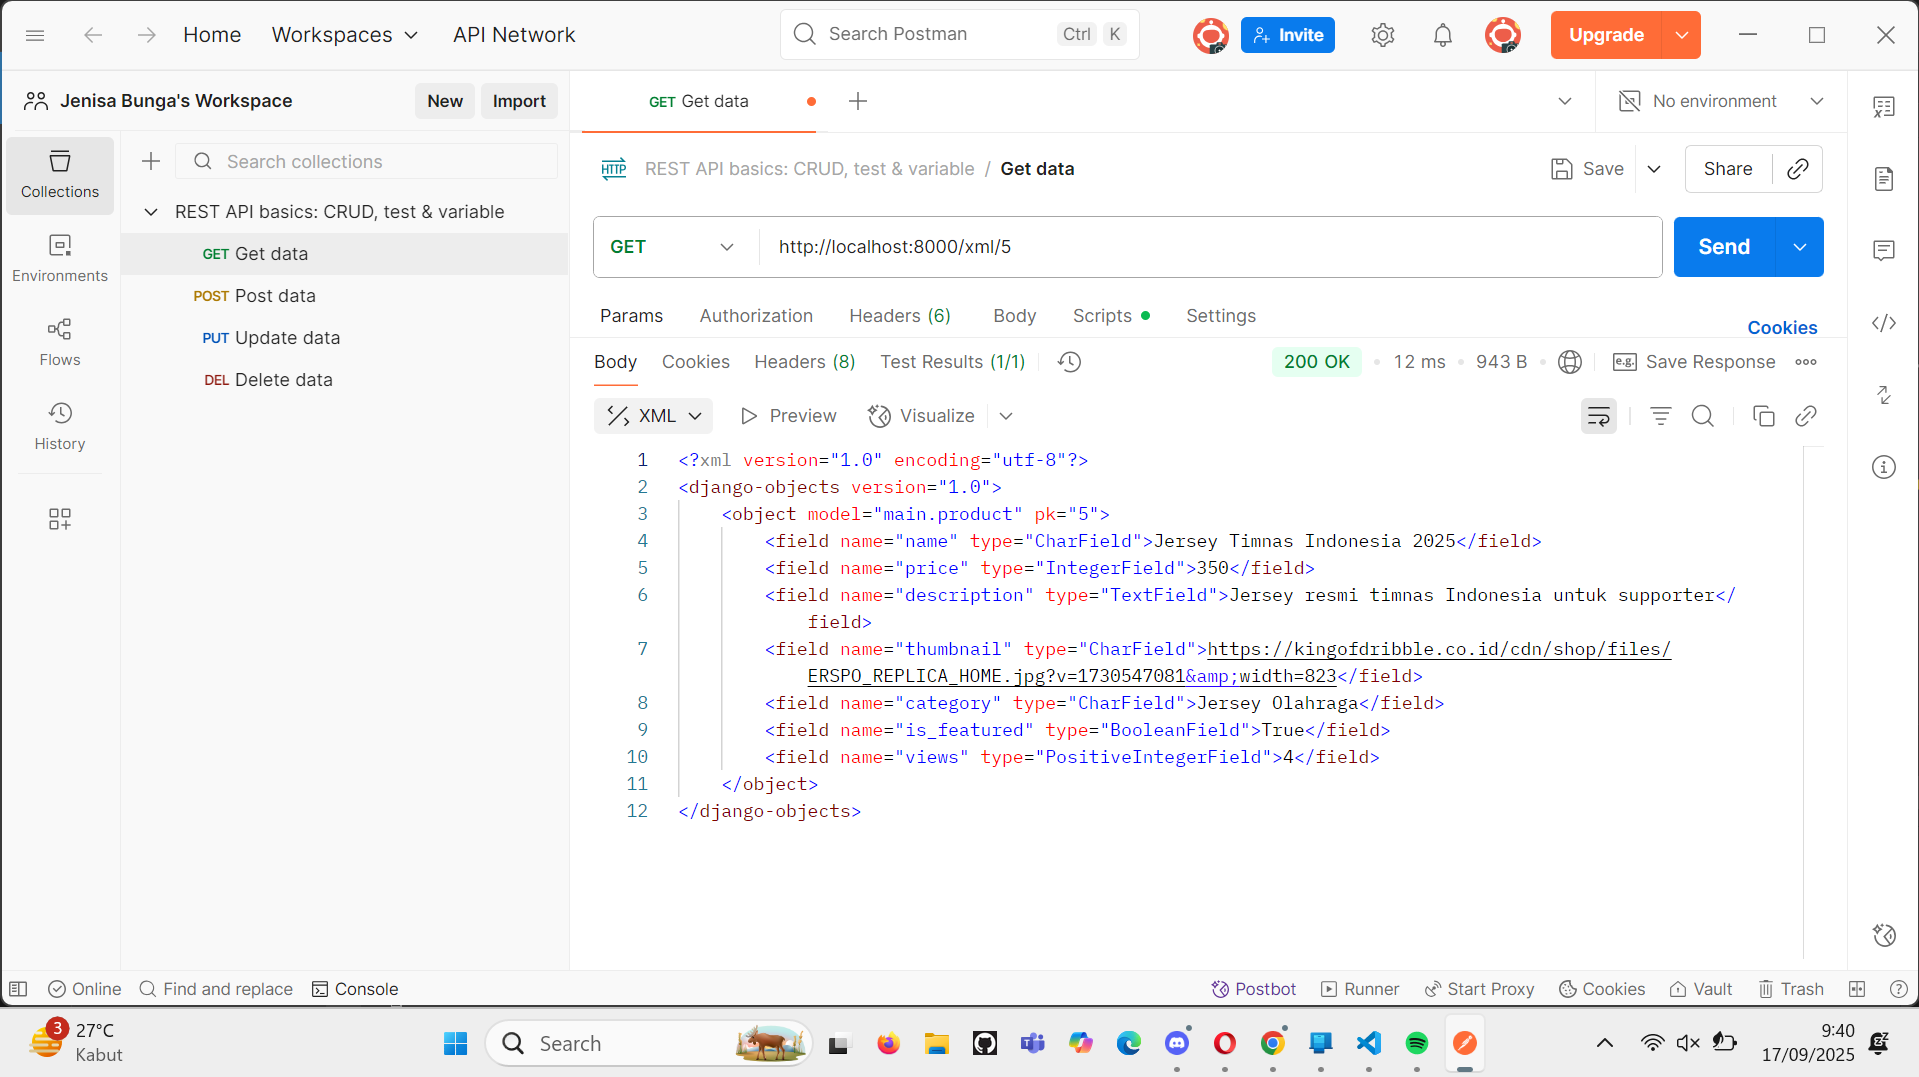 Home
Workspaces
API Network
Search Postman
Ctrl K
Invite
Upgrade
Jenisa Bunga's Workspace
New
Import
GET Get data
No environment
Collections
Search collections
REST API basics: CRUD, test & variable
GET Get data
POST Post data
PUT Update data
DEL Delete data
Environments
Flows
History
HTTP
REST API basics: CRUD, test & variable / Get data
Save
Share
GET
http://localhost:8000/xml/5
Send
Params
Authorization
Headers (6)
Body
Scripts
Settings
Cookies
Body
Cookies
Headers (8)
Test Results (1/1)
200 OK
12 ms
943 B
e.g. Save Response
XML
Preview
Visualize
1 <?xml version="1.0" encoding="utf-8"?>
2 <django-objects version="1.0">
3 <object model="main.product" pk="5">
4 <field name="name" type="CharField">Jersey Timnas Indonesia 2025</field>
5 <field name="price" type="IntegerField">350</field>
6 <field name="description" type="TextField">Jersey resmi timnas Indonesia untuk supporter</
field>
7 <field name="thumbnail" type="CharField">https://kingofdribble.co.id/cdn/shop/files/
ERSPO_REPLICA_HOME.jpg?v=1730547081&amp;width=823</field>
8 <field name="category" type="CharField">Jersey Olahraga</field>
9 <field name="is_featured" type="BooleanField">True</field>
10 <field name="views" type="PositiveIntegerField">4</field>
11 </object>
12 </django-objects>
Online
Find and replace
Console
Postbot
Runner
Start Proxy
Cookies
Vault
Trash
3
27°C
Kabut
Search
9:40
17/09/2025